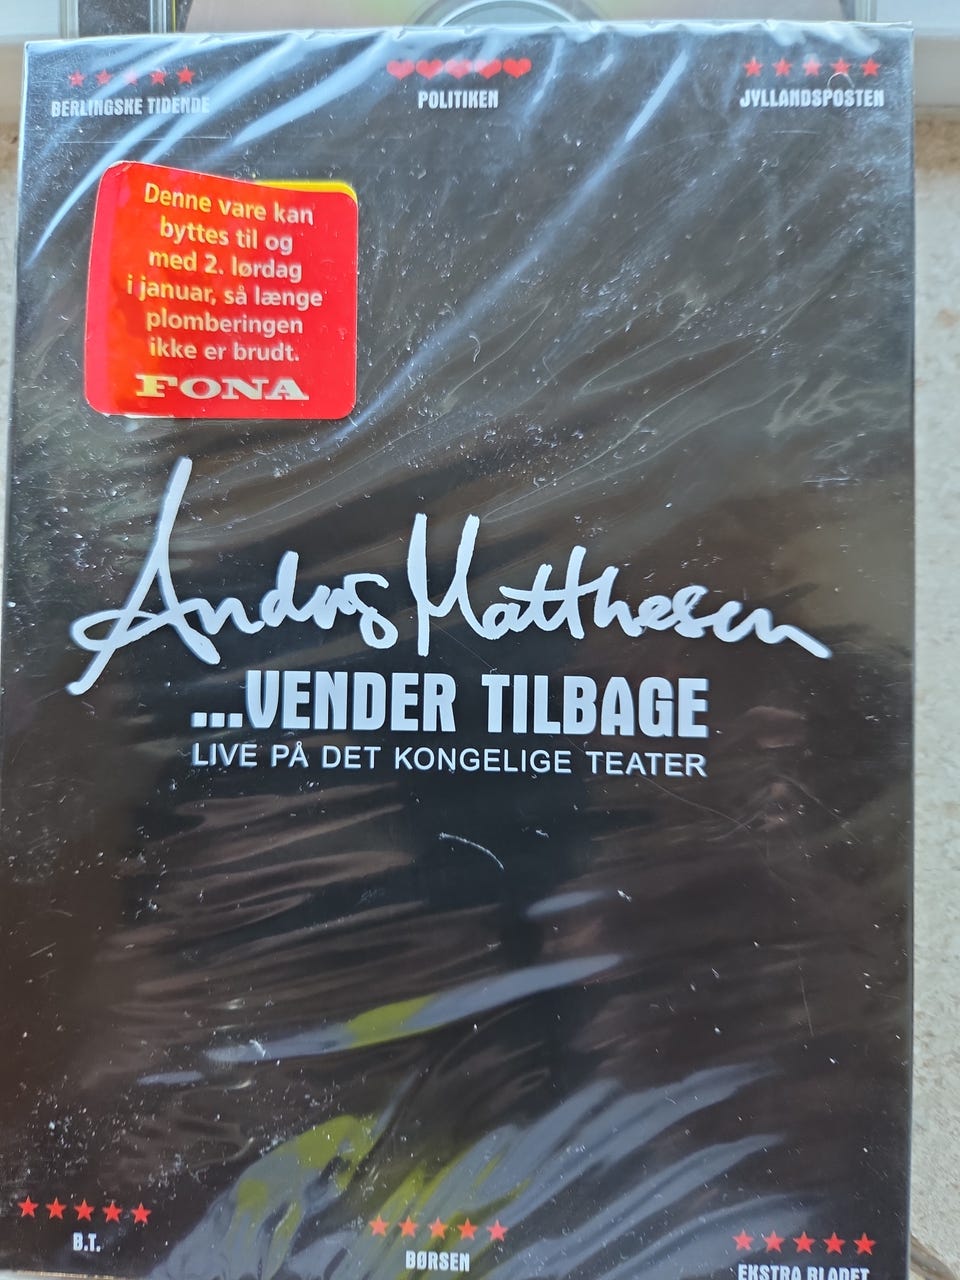 BERLINGSKE TIDENDE
POLITIKEN
JYLLANDSPOSTEN
Denne vare kan
byttes til og
med 2. lørdag
i januar, så længe
plomberingen
ikke er brudt.
FONA
Anders Matthesen
...VENDER TILBAGE
LIVE PÅ DET KONGELIGE TEATER
B.T.
BØRSEN
EKSTRA BLADET